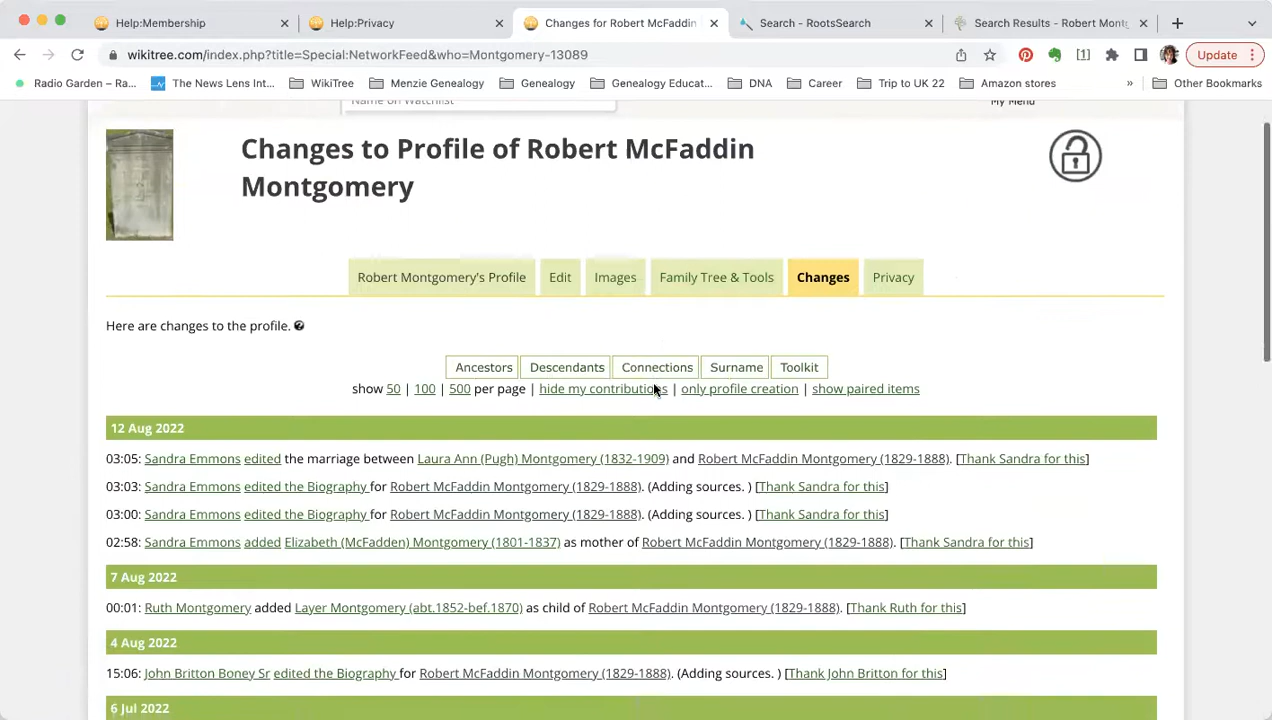 Help:Membership
Help:Privacy
Changes for Robert McFaddin
Search - RootsSearch
Search Results - Robert Mont
wikitree.com/index.php?title=Special:NetworkFeed&who=Montgomery-13089
Update
Radio Garden – Ra...
The News Lens Int...
WikiTree
Menzie Genealogy
Genealogy
Genealogy Educat...
DNA
Career
Trip to UK 22
Amazon stores
»
Other Bookmarks
Name on Watchlist
My Menu
Changes to Profile of Robert McFaddin
Montgomery
Robert Montgomery's Profile
Edit
Images
Family Tree & Tools
Changes
Privacy
Here are changes to the profile.
Ancestors
Descendants
Connections
Surname
Toolkit
show 50 | 100 | 500 per page | hide my contributions | only profile creation | show paired items
12 Aug 2022
03:05: Sandra Emmons edited the marriage between Laura Ann (Pugh) Montgomery (1832-1909) and Robert McFaddin Montgomery (1829-1888). [Thank Sandra for this]
03:03: Sandra Emmons edited the Biography for Robert McFaddin Montgomery (1829-1888). (Adding sources. ) [Thank Sandra for this]
03:00: Sandra Emmons edited the Biography for Robert McFaddin Montgomery (1829-1888). (Adding sources. ) [Thank Sandra for this]
02:58: Sandra Emmons added Elizabeth (McFadden) Montgomery (1801-1837) as mother of Robert McFaddin Montgomery (1829-1888). [Thank Sandra for this]
7 Aug 2022
00:01: Ruth Montgomery added Layer Montgomery (abt.1852-bef.1870) as child of Robert McFaddin Montgomery (1829-1888). [Thank Ruth for this]
4 Aug 2022
15:06: John Britton Boney Sr edited the Biography for Robert McFaddin Montgomery (1829-1888). (Adding sources. ) [Thank John Britton for this]
6 Jul 2022